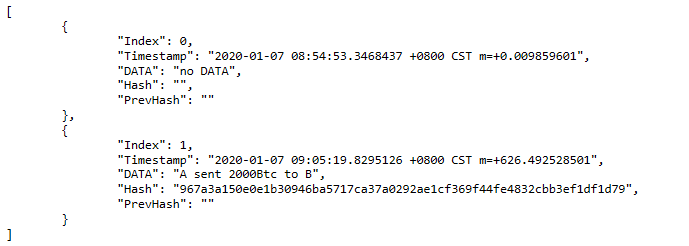 [
{
"Index": 0,
"Timestamp": "2020-01-07 08:54:53.3468437 +0800 CST m=+0.009859601",
"DATA": "no DATA",
"Hash": "",
"PrevHash": ""
},
{
"Index": 1,
"Timestamp": "2020-01-07 09:05:19.8295126 +0800 CST m=+626.492528501",
"DATA": "A sent 2000Btc to B",
"Hash": "967a3a150e0e1b30946ba5717ca37a0292ae1cf369f44fe4832cbb3ef1df1d79",
"PrevHash": ""
}
]